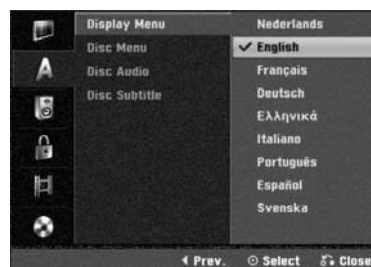 Display Menu
Disc Menu
Disc Audio
Disc Subtitle
Nederlands
✓ English
Français
Deutsch
Ελληνικά
Italiano
Português
Español
Svenska
A
Prev.
Select
Close